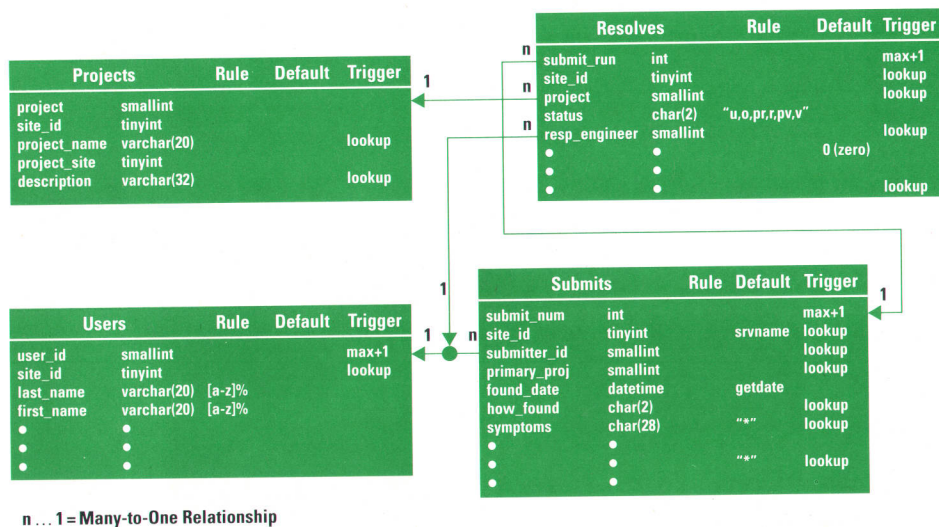 Projects Rule Default Trigger
project smallint
site_id tinyint
project_name varchar(20) lookup
project_site tinyint
description varchar(32) lookup
1
n
n
n
Resolves Rule Default Trigger
submit_run int max+1
site_id tinyint lookup
project smallint lookup
status char(2) "u,o,pr,r,pv,v"
resp_engineer smallint lookup
0 (zero)
lookup
Users Rule Default Trigger
user_id smallint max+1
site_id tinyint lookup
last_name varchar(20) [a-z]%
first_name varchar(20) [a-z]%
1
1
n
Submits Rule Default Trigger
submit_num int max+1
site_id tinyint srvname lookup
submitter_id smallint lookup
primary_proj smallint lookup
found_date datetime getdate
how_found char(2) lookup
symptoms char(28) "*" lookup
"*" lookup
1
n ... 1 = Many-to-One Relationship